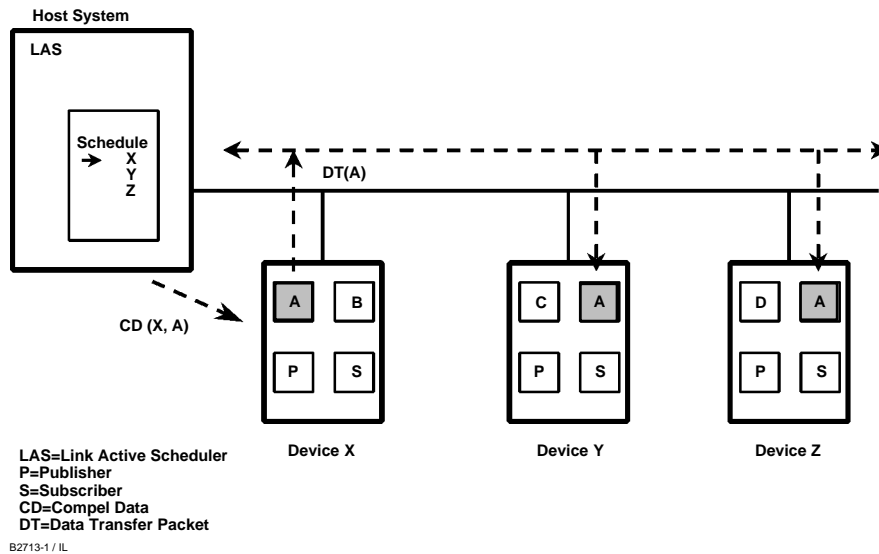 Host System
LAS
Schedule
X
Y
Z
DT(A)
CD (X, A)
A
B
P
S
C
A
P
S
D
A
P
S
Device X
Device Y
Device Z
LAS=Link Active Scheduler
P=Publisher
S=Subscriber
CD=Compel Data
DT=Data Transfer Packet
B2713-1 / IL